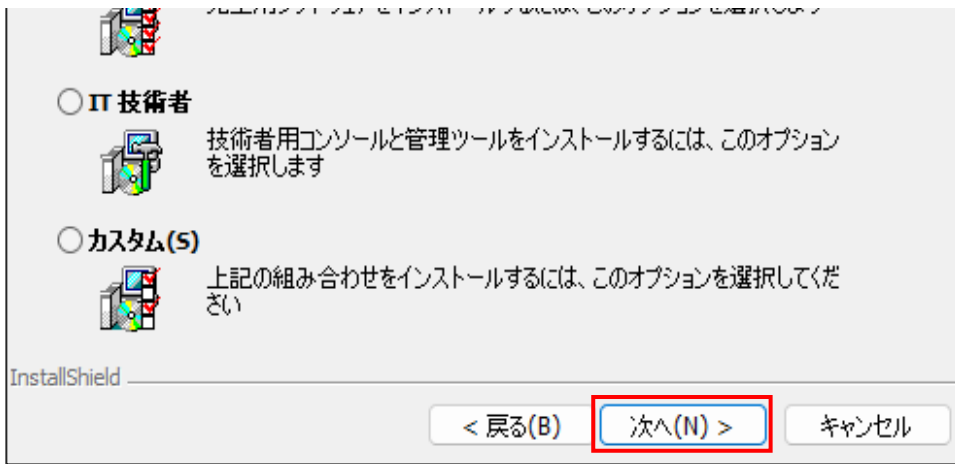 IT 技術者
技術者用コンソールと管理ツールをインストールするには、このオプション
を選択します
カスタム(S)
上記の組み合わせをインストールするには、このオプションを選択してくだ
さい
InstallShield
< 戻る(B)
次へ(N) >
キャンセル